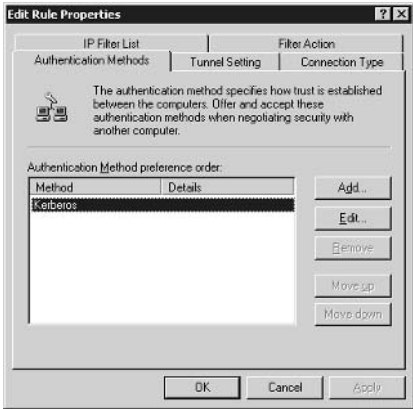 Edit Rule Properties
IP Filter List Filter Action
Authentication Methods Tunnel Setting Connection Type
The authentication method specifies how trust is established
between the computers. Offer and accept these
authentication methods when negotiating security with
another computer.
Authentication Method preference order:
Method Details
Kerberos
Add...
Edit...
Remove
Move up
Move down
OK Cancel Apply